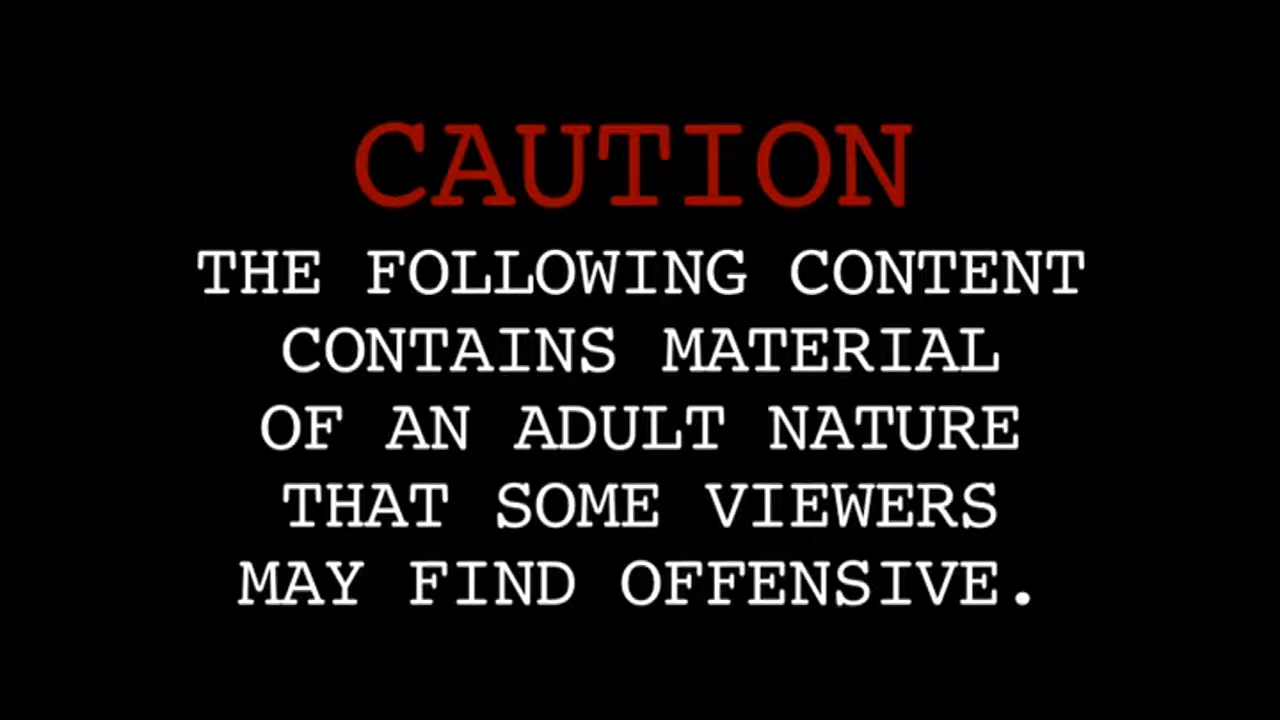 CAUTION
THE FOLLOWING CONTENT
CONTAINS MATERIAL
OF AN ADULT NATURE
THAT SOME VIEWERS
MAY FIND OFFENSIVE.